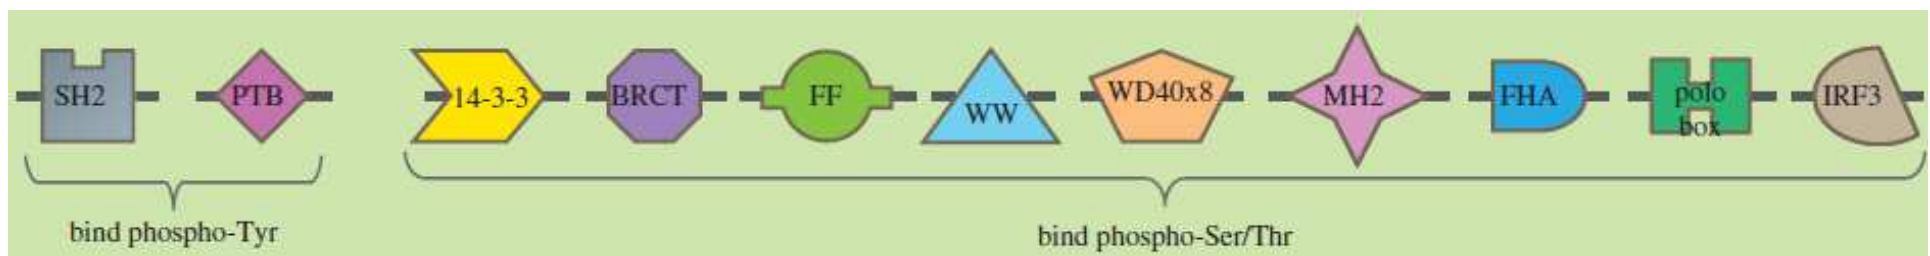 SH2
PTB
14-3-3
BRCT
FF
WW
WD40x8
MH2
FHA
polo
box
IRF3
bind phospho-Tyr
bind phospho-Ser/Thr